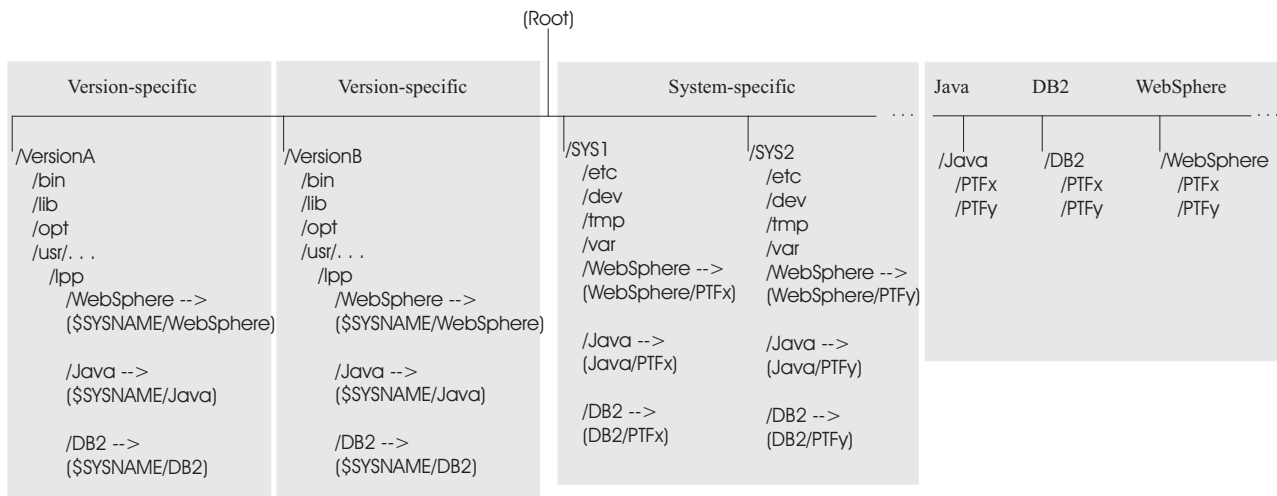 (Root)
Version-specific
/VersionA
/bin
/lib
/opt
/usr/. . .
/lpp
/WebSphere -->
($SYSNAME/WebSphere)
/Java -->
($SYSNAME/Java)
/DB2 -->
($SYSNAME/DB2)
Version-specific
/VersionB
/bin
/lib
/opt
/usr/. . .
/lpp
/WebSphere -->
($SYSNAME/WebSphere)
/Java -->
($SYSNAME/Java)
/DB2 -->
($SYSNAME/DB2)
System-specific
/SYS1
/etc
/dev
/tmp
/var
/WebSphere -->
(WebSphere/PTFx)
/Java -->
(Java/PTFx)
/DB2 -->
(DB2/PTFx)
/SYS2
/etc
/dev
/tmp
/var
/WebSphere -->
(WebSphere/PTFy)
/Java -->
(Java/PTFy)
/DB2 -->
(DB2/PTFy)
. . .
Java
/Java
/PTFx
/PTFy
DB2
/DB2
/PTFx
/PTFy
WebSphere
/WebSphere
/PTFx
/PTFy
. . .